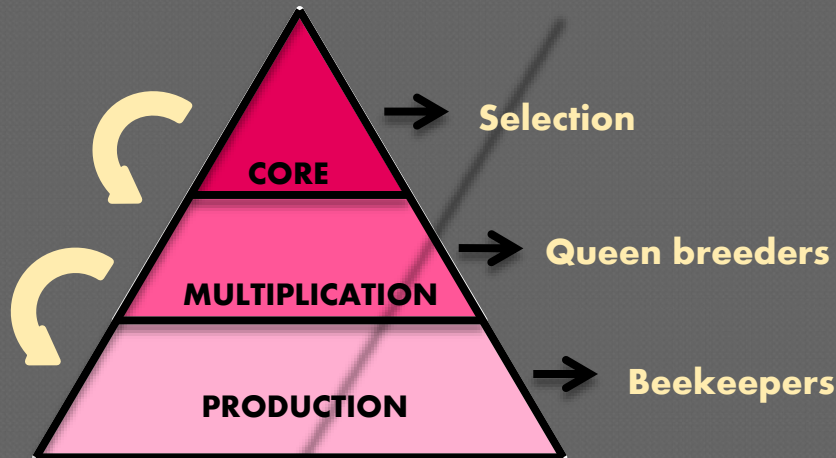 CORE
Selection
MULTIPLICATION
Queen breeders
PRODUCTION
Beekeepers